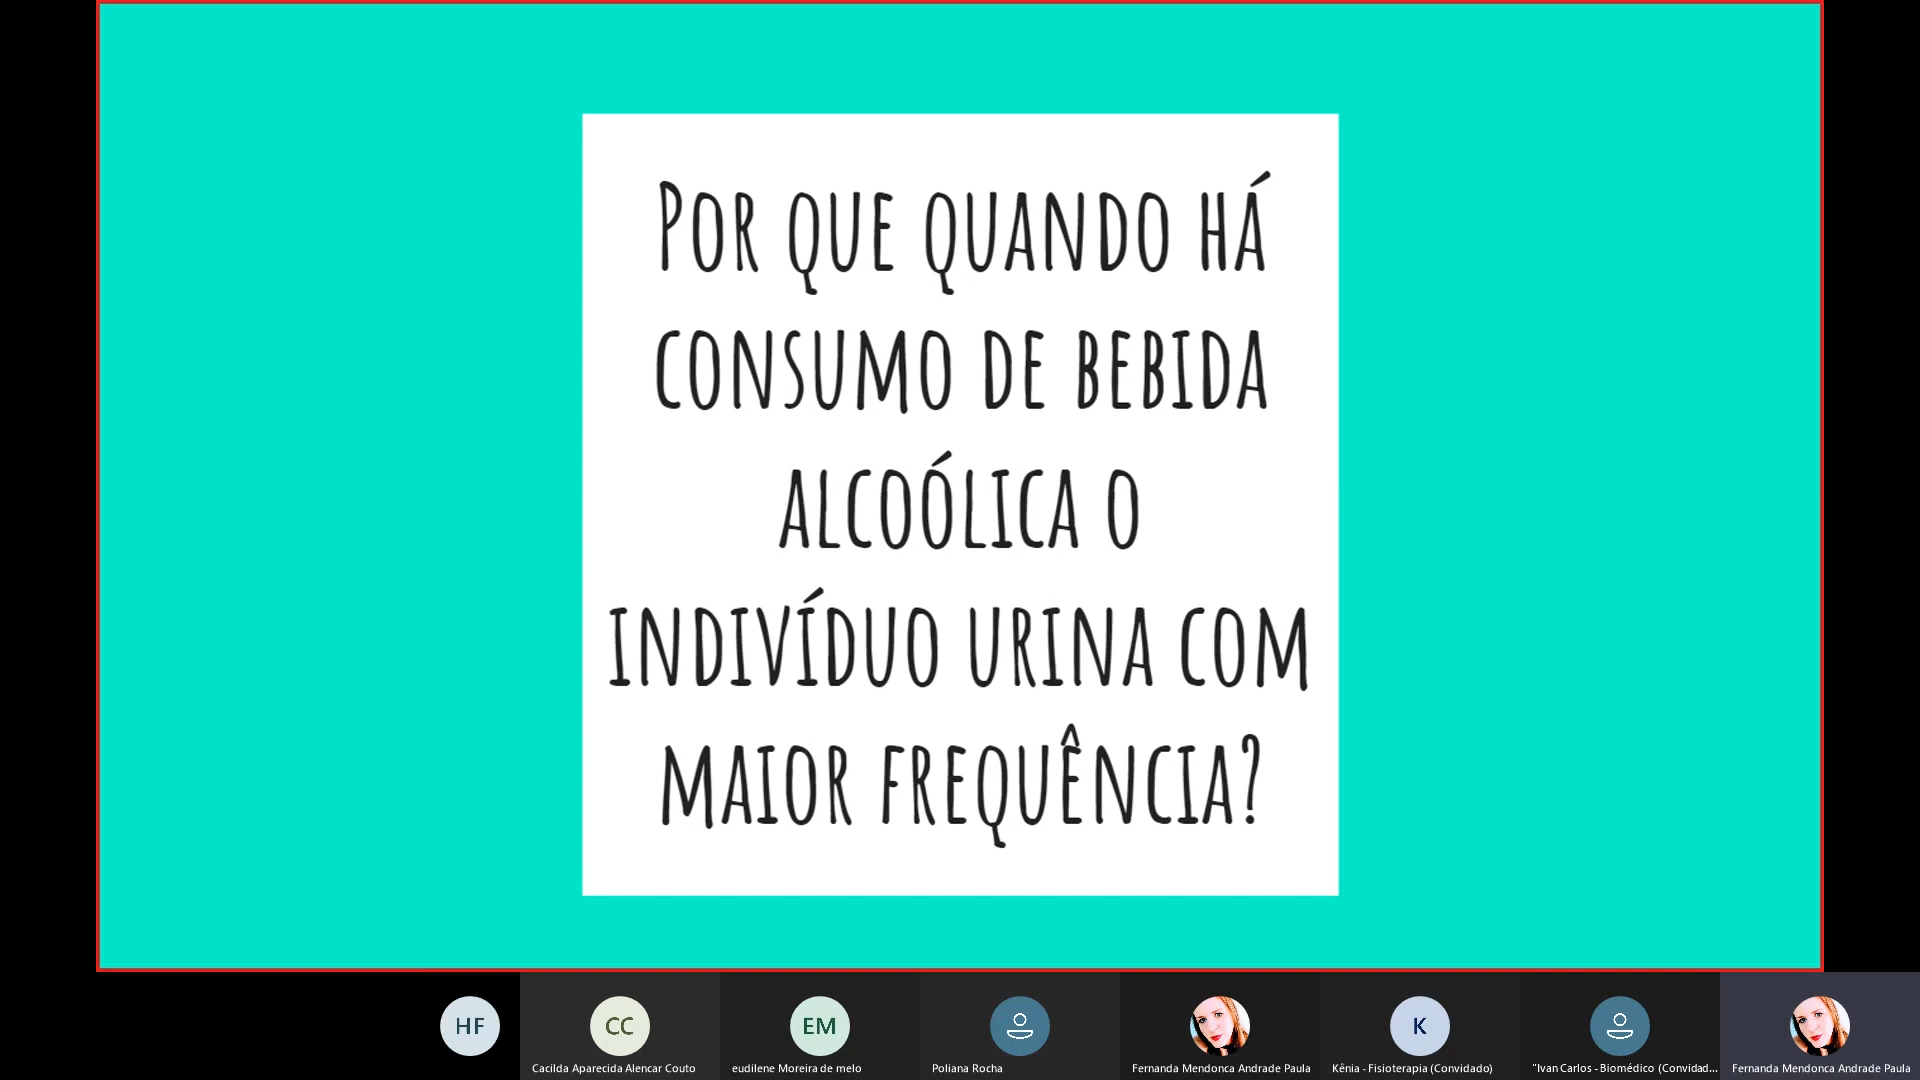 Por que quando há
consumo de bebida
alcoólica o
indivíduo urina com
maior frequência?
HF
CC
EM
K
Cacilda Aparecida Alencar Couto
eudilene Moreira de melo
Poliana Rocha
Fernanda Mendonca Andrade Paula
Kênia - Fisioterapia (Convidado)
"Ivan Carlos - Biomédico (Convidad...
Fernanda Mendonca Andrade Paula